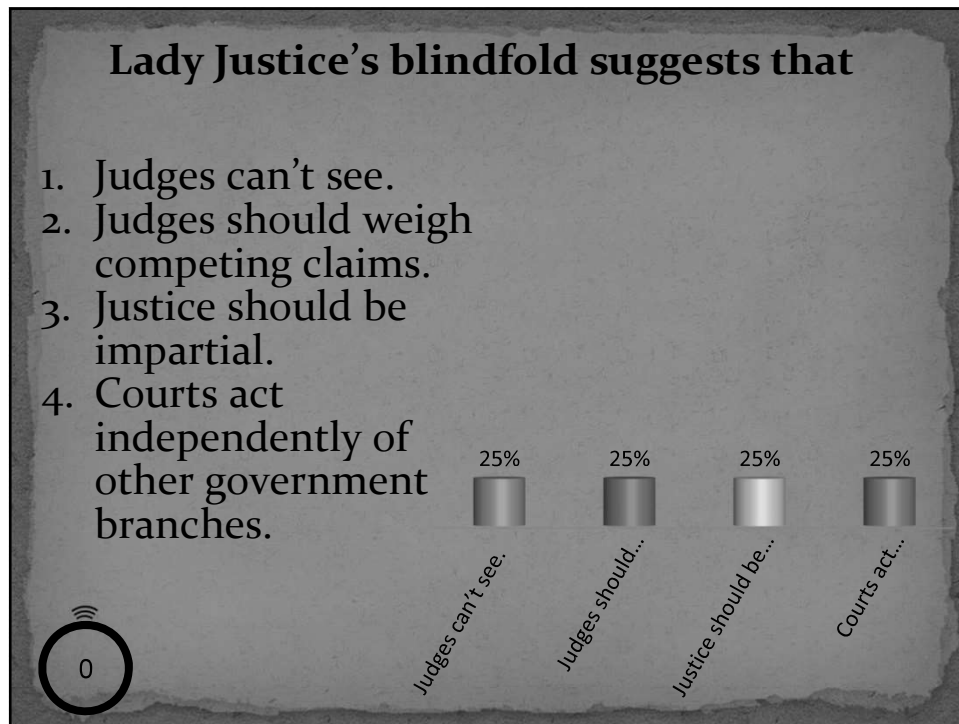 Lady Justice’s blindfold suggests that
1. Judges can’t see.
2. Judges should weigh
competing claims.
3. Justice should be
impartial.
4. Courts act
independently of
other government
branches.
25% 25% 25% 25%
Judges can’t see.
Judges should...
Justice should be...
Courts act...
0